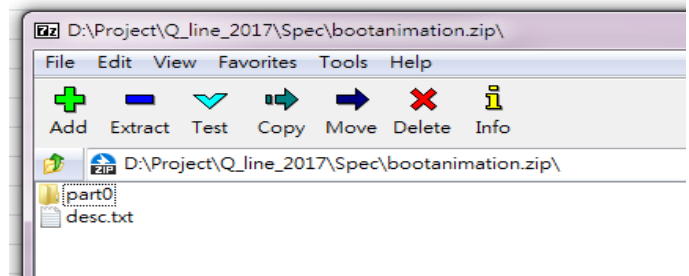 7z D:\Project\Q_line_2017\Spec\bootanimation.zip\
File Edit View Favorites Tools Help
Add Extract Test Copy Move Delete Info
ZIP D:\Project\Q_line_2017\Spec\bootanimation.zip\
part0
desc.txt